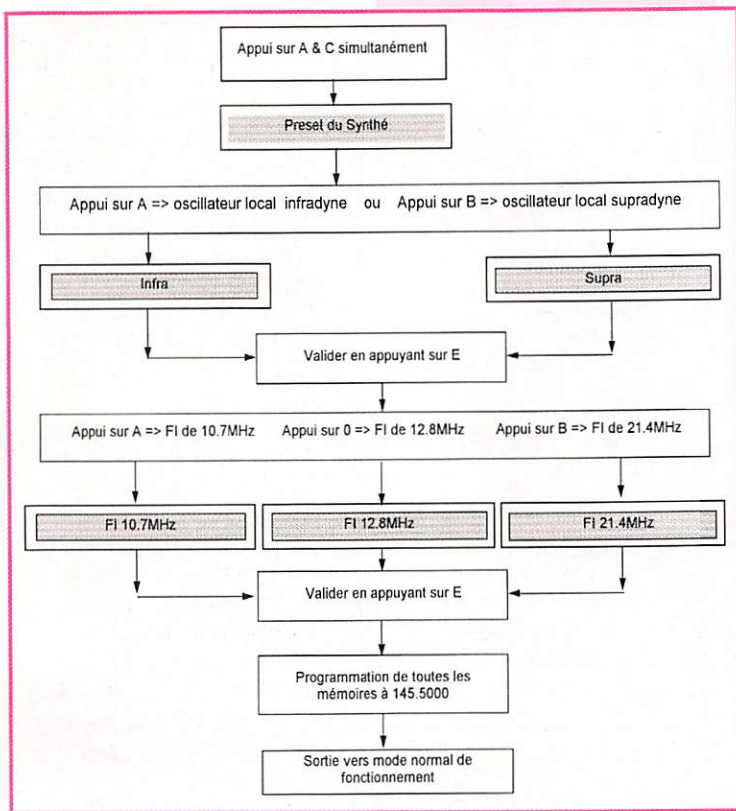 Appui sur A & C simultanément
Preset du Synthé
Appui sur A => oscillateur local infradyne ou Appui sur B => oscillateur local supradyne
Infra
Supra
Valider en appuyant sur E
Appui sur A => FI de 10.7MHz Appui sur 0 => FI de 12.8MHz Appui sur B => FI de 21.4MHz
FI 10.7MHz
FI 12.8MHz
FI 21.4MHz
Valider en appuyant sur E
Programmation de toutes les
mémoires à 145.5000
Sortie vers mode normal de
fonctionnement